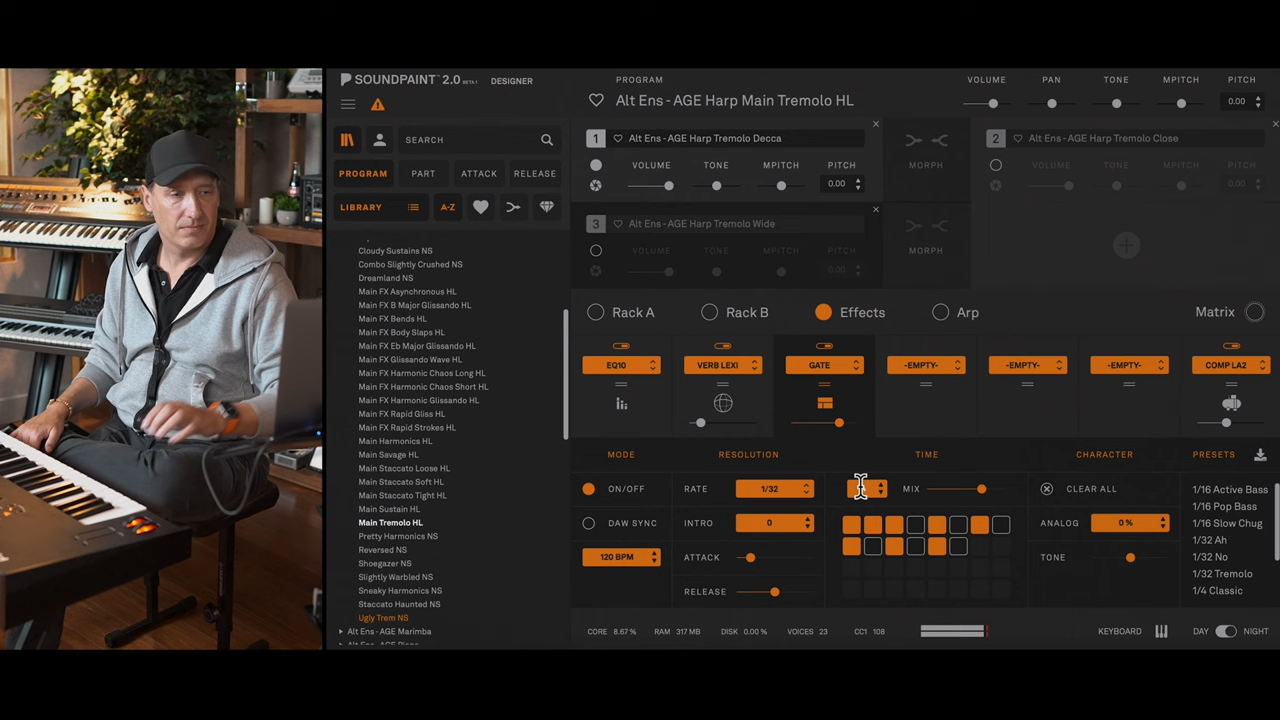 SOUNDPAINT™ 2.0 BETA 1 DESIGNER
PROGRAM
VOLUME PAN TONE MPITCH PITCH
Alt Ens - AGE Harp Main Tremolo HL
0.00
SEARCH
PROGRAM PART ATTACK RELEASE
LIBRARY A-Z
1 Alt Ens - AGE Harp Tremolo Decca
VOLUME TONE MPITCH PITCH
0.00
MORPH
2 Alt Ens - AGE Harp Tremolo Close
VOLUME TONE MPITCH PITCH
0.00
3 Alt Ens - AGE Harp Tremolo Wide
VOLUME TONE MPITCH PITCH
0.00
MORPH
Cloudy Sustains NS
Combo Slightly Crushed NS
Dreamland NS
Main FX Asynchronous HL
Main FX B Major Glissando HL
Main FX Bends HL
Main FX Body Slaps HL
Main FX Eb Major Glissando HL
Main FX Glissando Wave HL
Main FX Harmonic Chaos Long HL
Main FX Harmonic Chaos Short HL
Main FX Harmonic Glissando HL
Main FX Rapid Gliss HL
Main FX Rapid Strokes HL
Main Harmonics HL
Main Savage HL
Main Staccato Loose HL
Main Staccato Soft HL
Main Staccato Tight HL
Main Sustain HL
Main Tremolo HL
Pretty Harmonics NS
Reversed NS
Shoegazer NS
Slightly Warbled NS
Sneaky Harmonics NS
Staccato Haunted NS
Ugly Trem NS
Alt Ens - AGE Marimba
Rack A Rack B Effects Arp Matrix
EQ10 VERB LEXI GATE -EMPTY- -EMPTY- -EMPTY- COMP LA2
MODE RESOLUTION TIME CHARACTER PRESETS
ON/OFF RATE 1/32 MIX CLEAR ALL
DAW SYNC INTRO 0 ANALOG 0 %
120 BPM ATTACK TONE
RELEASE
1/16 Active Bass
1/16 Pop Bass
1/16 Slow Chug
1/32 Ah
1/32 No
1/32 Tremolo
1/4 Classic
CORE 8.67 % RAM 317 MB DISK 0.00 % VOICES 23 CC1 108 KEYBOARD DAY NIGHT